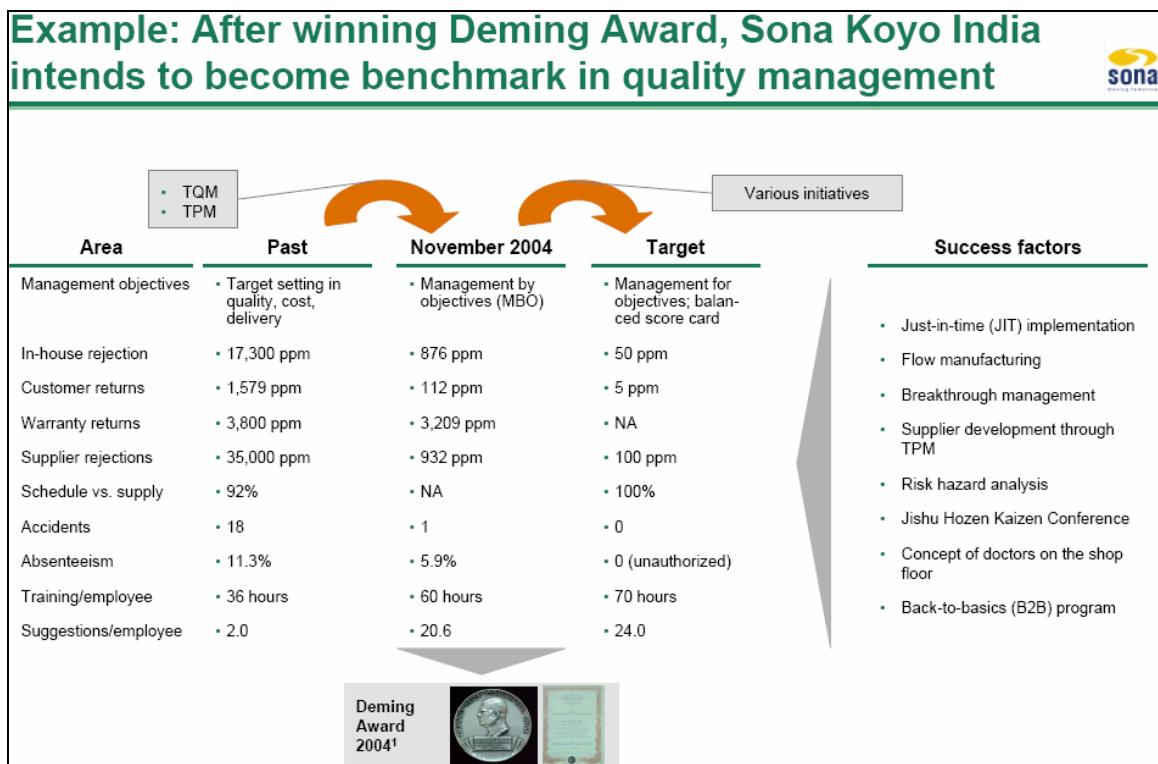 Example: After winning Deming Award, Sona Koyo India
intends to become benchmark in quality management
sona
• TQM
• TPM
Various initiatives
Area Past November 2004 Target Success factors
Management objectives
• Target setting in
quality, cost,
delivery
• Management by
objectives (MBO)
• Management for
objectives; balan-
ced score card
In-house rejection • 17,300 ppm • 876 ppm • 50 ppm
Customer returns • 1,579 ppm • 112 ppm • 5 ppm
Warranty returns • 3,800 ppm • 3,209 ppm • NA
Supplier rejections • 35,000 ppm • 932 ppm • 100 ppm
Schedule vs. supply • 92% • NA • 100%
Accidents • 18 • 1 • 0
Absenteeism • 11.3% • 5.9% • 0 (unauthorized)
Training/employee • 36 hours • 60 hours • 70 hours
Suggestions/employee • 2.0 • 20.6 • 24.0
• Just-in-time (JIT) implementation
• Flow manufacturing
• Breakthrough management
• Supplier development through
TPM
• Risk hazard analysis
• Jishu Hozen Kaizen Conference
• Concept of doctors on the shop
floor
• Back-to-basics (B2B) program
Deming
Award
2004¹